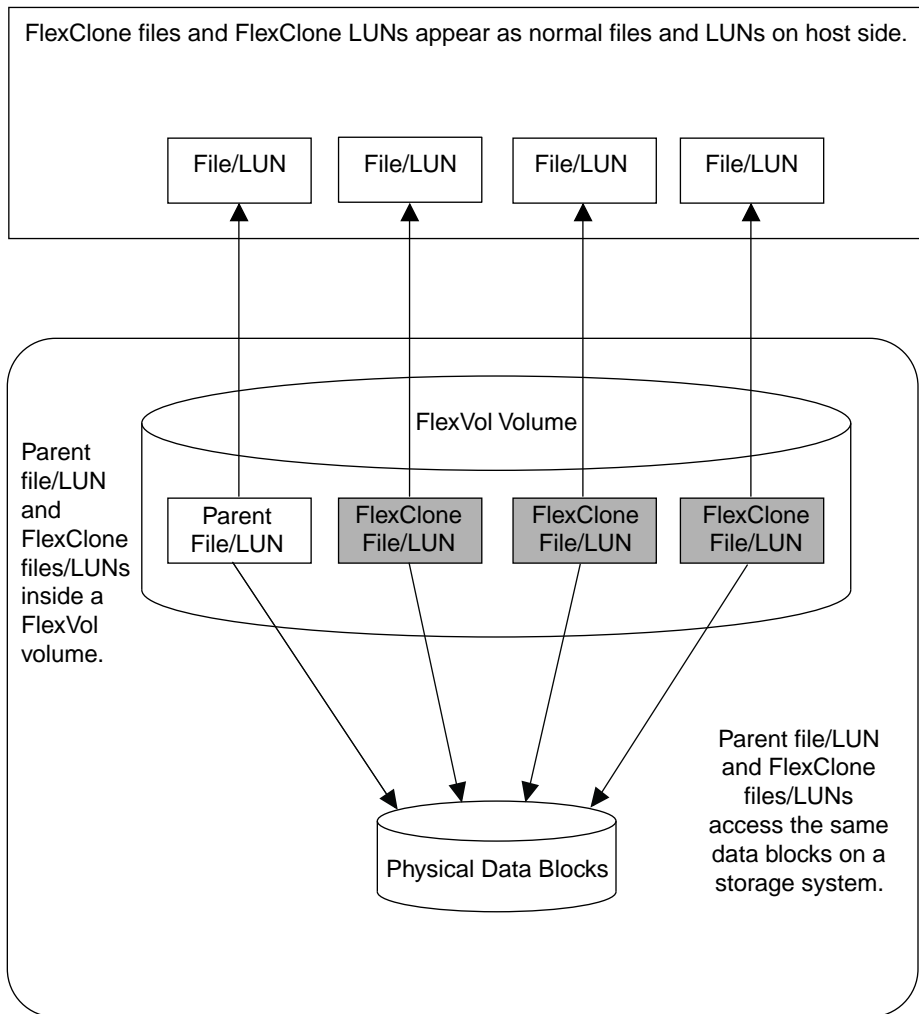 FlexClone files and FlexClone LUNs appear as normal files and LUNs on host side.
File/LUN
File/LUN
File/LUN
File/LUN
FlexVol Volume
Parent
file/LUN
and
FlexClone
files/LUNs
inside a
FlexVol
volume.
Parent
File/LUN
FlexClone
File/LUN
FlexClone
File/LUN
FlexClone
File/LUN
Parent file/LUN
and FlexClone
files/LUNs
access the same
data blocks on a
storage system.
Physical Data Blocks